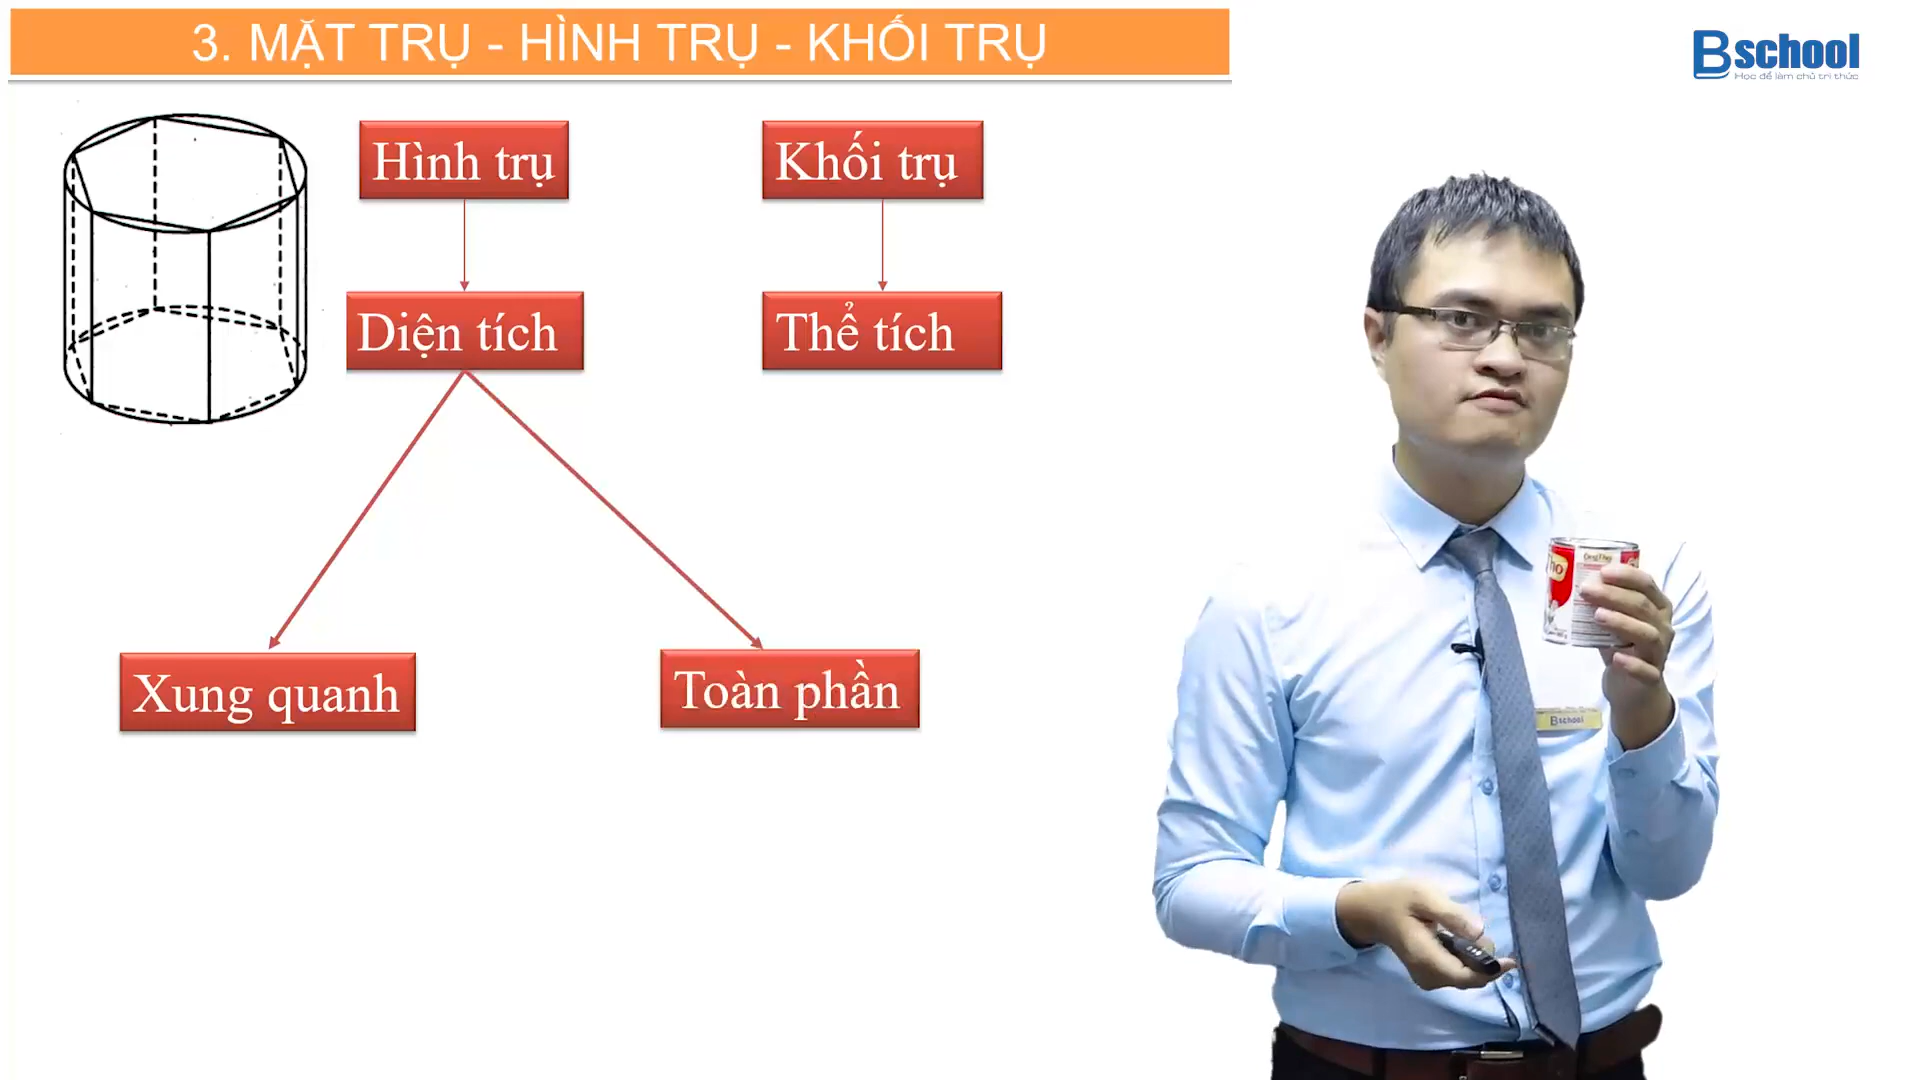 3. MẶT TRỤ - HÌNH TRỤ - KHỐI TRỤ
Bschool
Học để làm chủ tri thức
Hình trụ
Khối trụ
Diện tích
Thể tích
Xung quanh
Toàn phần
Bschool